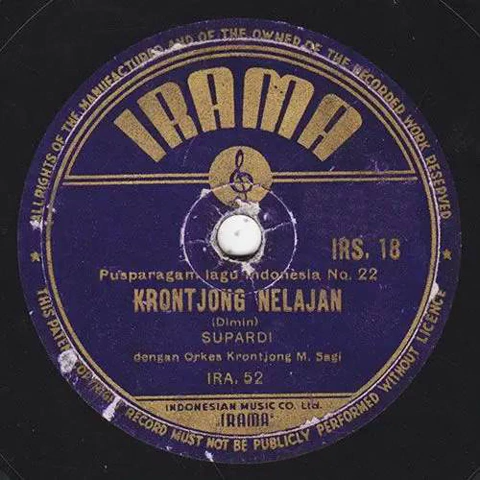 ALL RIGHTS OF THE MANUFACTURER AND OF THE OWNER OF THE RECORDED WORK RESERVED
IRAMA
IRS. 18
Pusparagam lagu Indonesia No. 22
KRONTJONG NELAJAN
(Dimin)
SUPARDI
dengan Orkes Krontjong M. Sagi
IRA. 52
INDONESIAN MUSIC CO. Ltd.
"IRAMA"
THIS PATENT COPYRIGHT RECORD MUST NOT BE PUBLICLY PERFORMED WITHOUT LICENCE